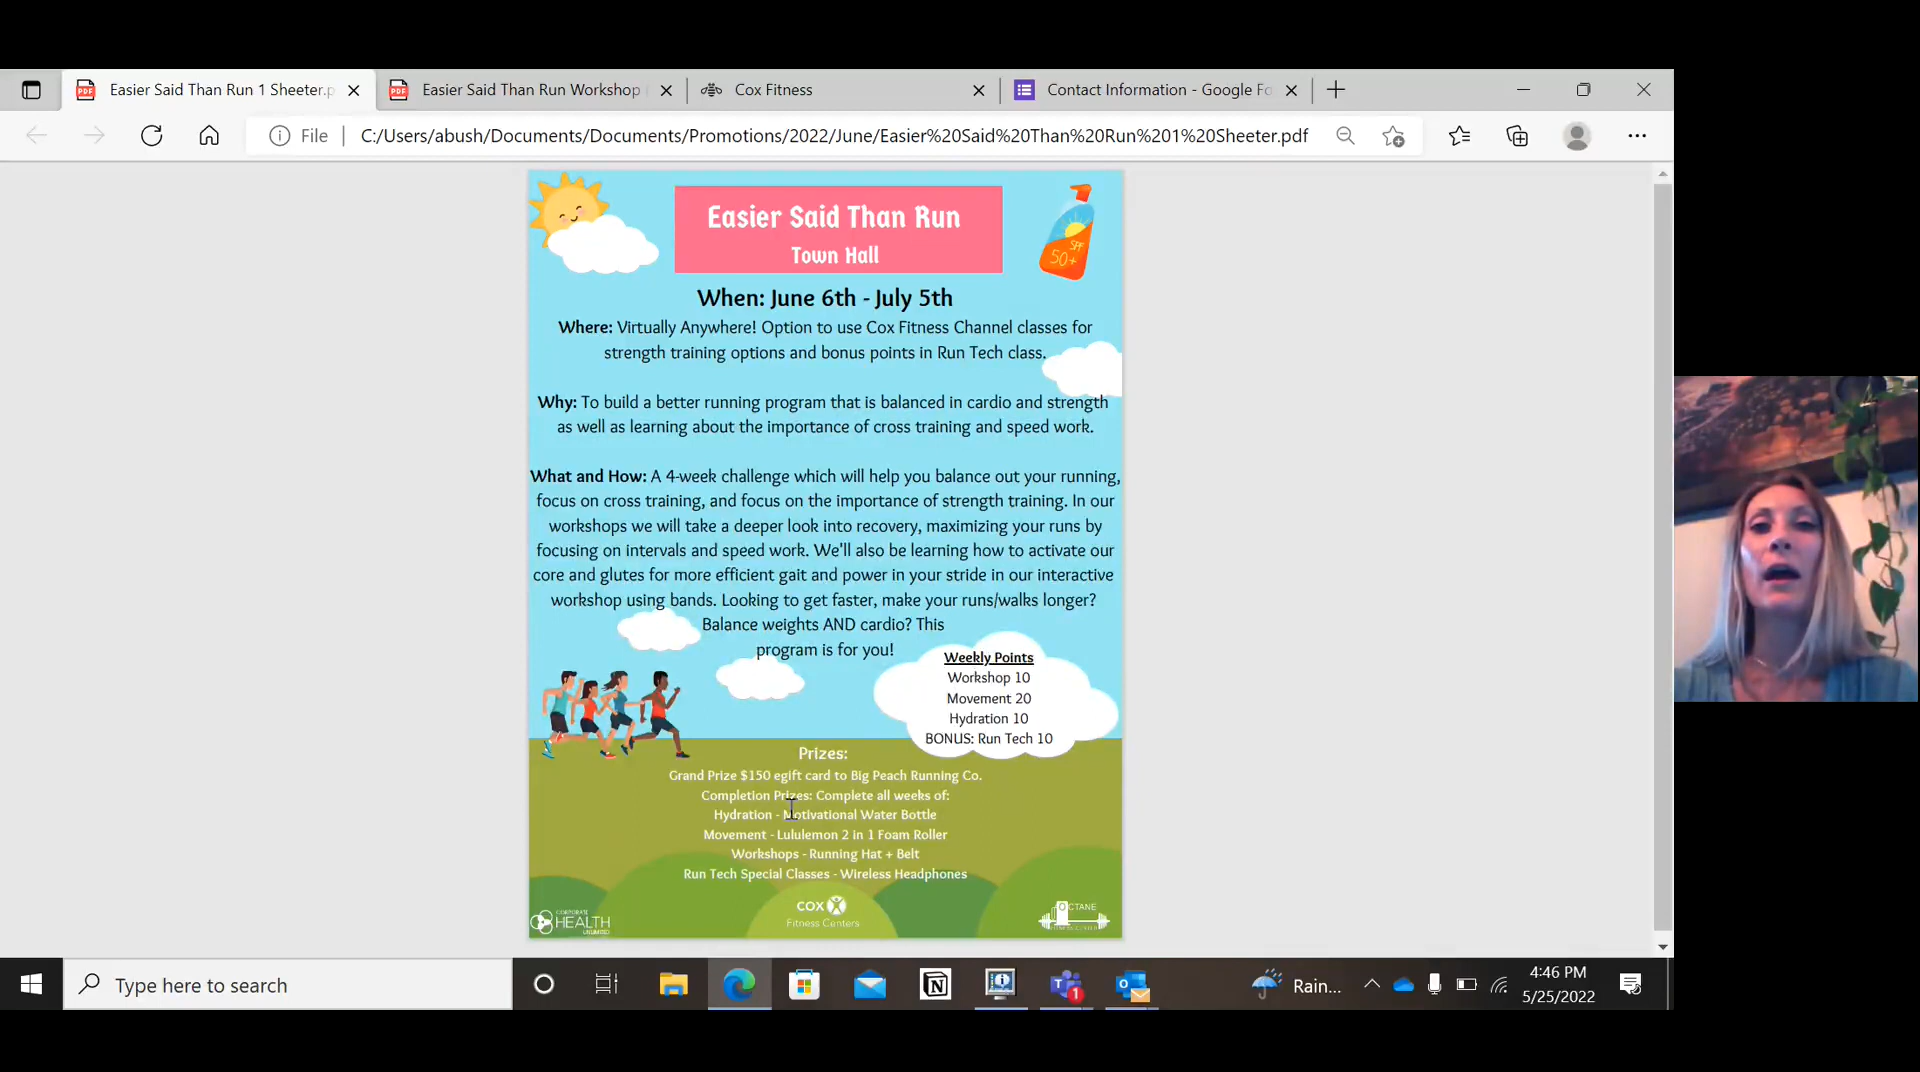 Easier Said Than Run 1 Sheeter.p
Easier Said Than Run Workshop
Cox Fitness
Contact Information - Google Fo
File
C:/Users/abush/Documents/Documents/Promotions/2022/June/Easier%20Said%20Than%20Run%201%20Sheeter.pdf
Easier Said Than Run
Town Hall
SPF
50+
When: June 6th - July 5th
Where: Virtually Anywhere! Option to use Cox Fitness Channel classes for
strength training options and bonus points in Run Tech class.
Why: To build a better running program that is balanced in cardio and strength
as well as learning about the importance of cross training and speed work.
What and How: A 4-week challenge which will help you balance out your running,
focus on cross training, and focus on the importance of strength training. In our
workshops we will take a deeper look into recovery, maximizing your runs by
focusing on intervals and speed work. We'll also be learning how to activate our
core and glutes for more efficient gait and power in your stride in our interactive
workshop using bands. Looking to get faster, make your runs/walks longer?
Balance weights AND cardio? This
program is for you!
Weekly Points
Workshop 10
Movement 20
Hydration 10
BONUS: Run Tech 10
Prizes:
Grand Prize $150 egift card to Big Peach Running Co.
Completion Prizes: Complete all weeks of:
Hydration - Motivational Water Bottle
Movement - Lululemon 2 in 1 Foam Roller
Workshops - Running Hat + Belt
Run Tech Special Classes - Wireless Headphones
CORPORATE
HEALTH
UNLIMITED
COX
Fitness Centers
OCTANE
Type here to search
1
Rain...
4:46 PM
5/25/2022